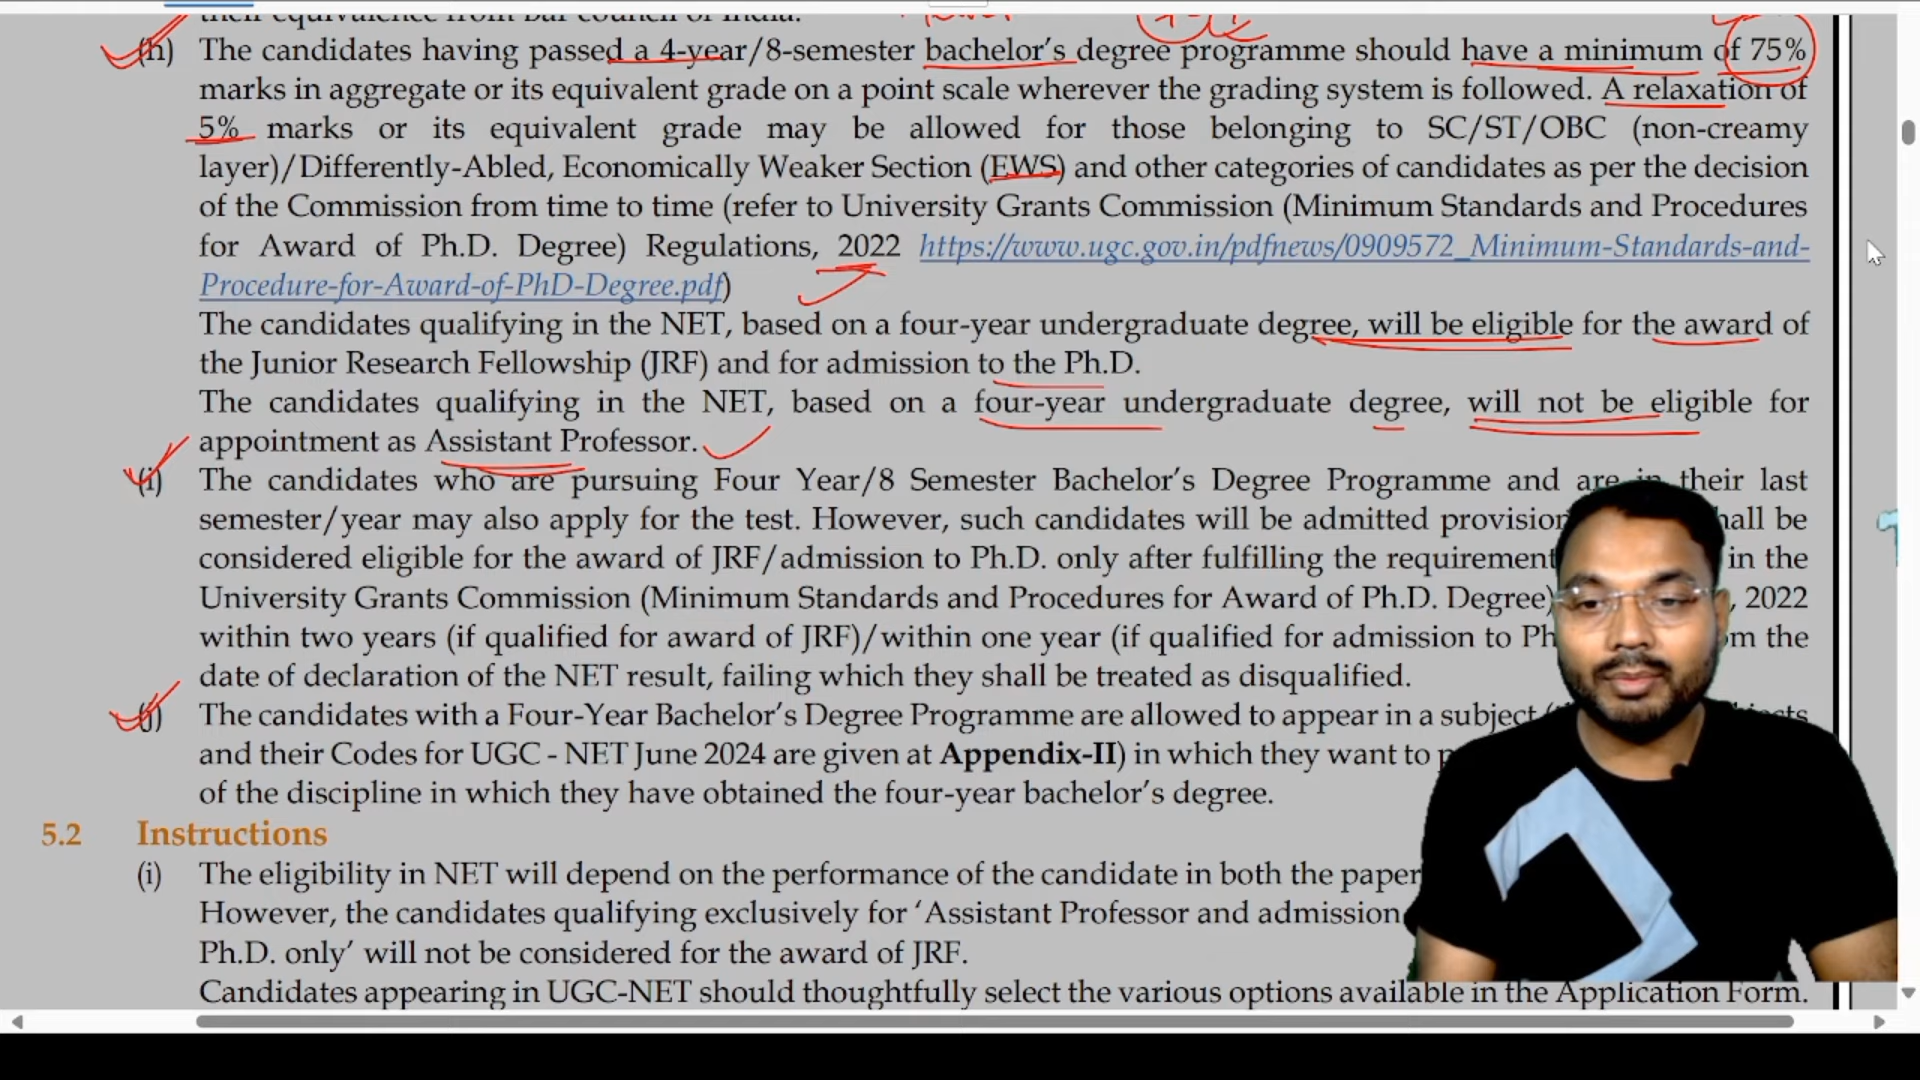 their equivalence from Bar council of India.
(h) The candidates having passed a 4-year/8-semester bachelor's degree programme should have a minimum of 75%
marks in aggregate or its equivalent grade on a point scale wherever the grading system is followed. A relaxation of
5% marks or its equivalent grade may be allowed for those belonging to SC/ST/OBC (non-creamy
layer)/Differently-Abled, Economically Weaker Section (EWS) and other categories of candidates as per the decision
of the Commission from time to time (refer to University Grants Commission (Minimum Standards and Procedures
for Award of Ph.D. Degree) Regulations, 2022 https://www.ugc.gov.in/pdfnews/0909572_Minimum-Standards-and-
Procedure-for-Award-of-PhD-Degree.pdf)
The candidates qualifying in the NET, based on a four-year undergraduate degree, will be eligible for the award of
the Junior Research Fellowship (JRF) and for admission to the Ph.D.
The candidates qualifying in the NET, based on a four-year undergraduate degree, will not be eligible for
appointment as Assistant Professor.
(i) The candidates who are pursuing Four Year/8 Semester Bachelor's Degree Programme and are in their last
semester/year may also apply for the test. However, such candidates will be admitted provision hall be
considered eligible for the award of JRF/admission to Ph.D. only after fulfilling the requirement in the
University Grants Commission (Minimum Standards and Procedures for Award of Ph.D. Degree) , 2022
within two years (if qualified for award of JRF)/within one year (if qualified for admission to Ph m the
date of declaration of the NET result, failing which they shall be treated as disqualified.
(j) The candidates with a Four-Year Bachelor's Degree Programme are allowed to appear in a subject
and their Codes for UGC - NET June 2024 are given at Appendix-II) in which they want to p
of the discipline in which they have obtained the four-year bachelor's degree.
5.2 Instructions
(i) The eligibility in NET will depend on the performance of the candidate in both the paper
However, the candidates qualifying exclusively for 'Assistant Professor and admission
Ph.D. only' will not be considered for the award of JRF.
Candidates appearing in UGC-NET should thoughtfully select the various options available in the Application Form.